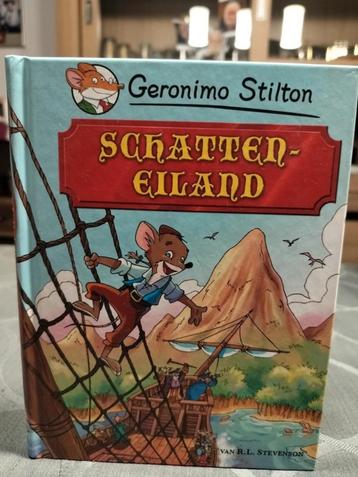 Geronimo Stilton
SCHATTEN-
EILAND
VAN R.L. STEVENSON